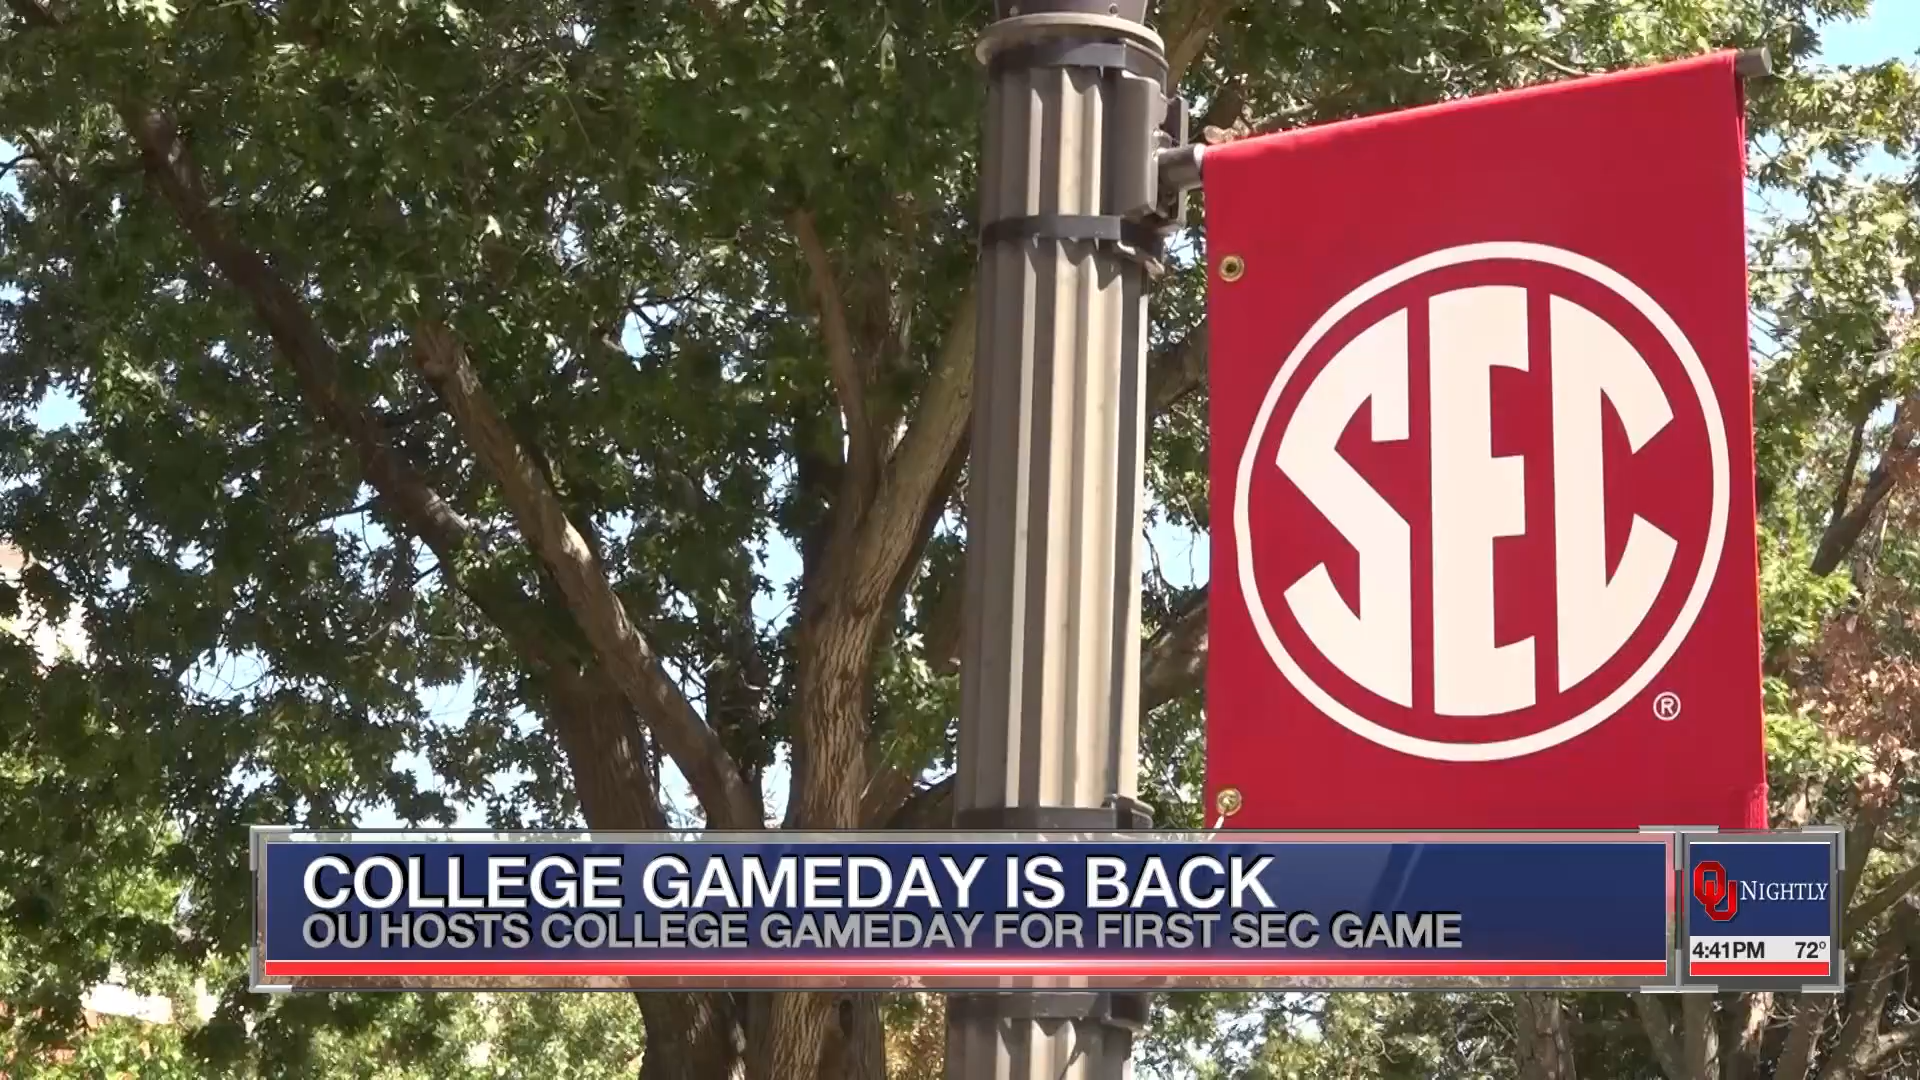 SEC
®
COLLEGE GAMEDAY IS BACK
OU HOSTS COLLEGE GAMEDAY FOR FIRST SEC GAME
OU NIGHTLY
4:41PM 72°